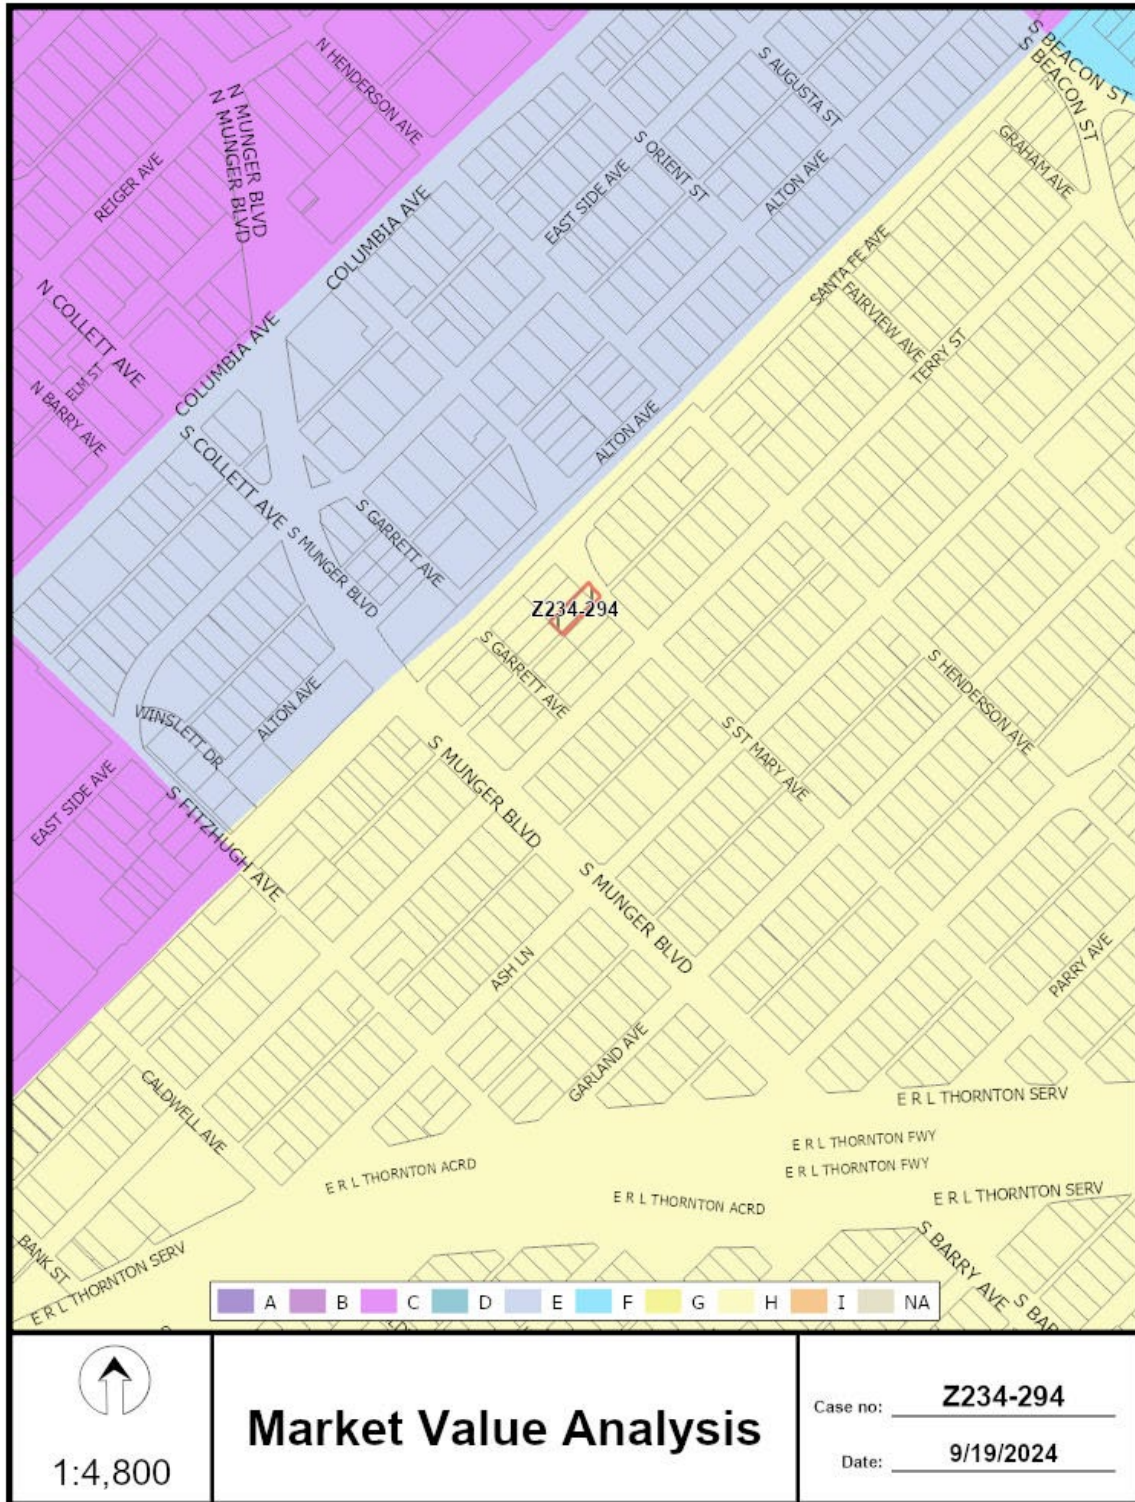 S BEACON ST
S BEACON ST
N HENDERSON AVE
S AUGUSTA ST
N MUNGER BLVD
N MUNGER BLVD
GRAHAM AVE
S ORIENT ST
REIGER AVE
EAST SIDE AVE
ALTON AVE
COLUMBIA AVE
SANTA FE AVE
N COLLETT AVE
FAIRVIEW AVE
COLUMBIA AVE
TERRY ST
ELM ST
N BARRY AVE
ALTON AVE
S COLLETT AVE
S GARRETT AVE
S MUNGER BLVD
Z234-294
S GARRETT AVE
S HENDERSON AVE
ALTON AVE
WINSLETT DR
S ST MARY AVE
S MUNGER BLVD
EAST SIDE AVE
S FITZHUGH AVE
S MUNGER BLVD
ASH LN
PARRY AVE
GARLAND AVE
CALDWELL AVE
E R L THORNTON SERV
E R L THORNTON FWY
E R L THORNTON ACRD
E R L THORNTON FWY
E R L THORNTON ACRD
E R L THORNTON SERV
BANK ST
E R L THORNTON SERV
S BARRY AVE
S BAR
A B C D E F G H I NA
1:4,800
Market Value Analysis
Case no: Z234-294
Date: 9/19/2024